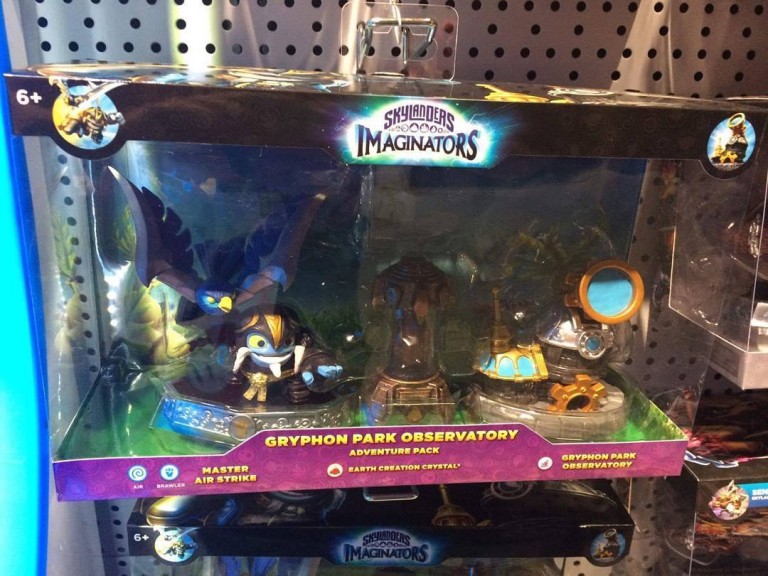 6+
SKYLANDERS
IMAGINATORS
GRYPHON PARK OBSERVATORY
ADVENTURE PACK
AIR
BRAWLER
MASTER
AIR STRIKE
EARTH CREATION CRYSTAL*
GRYPHON PARK
OBSERVATORY
6+
SKYLANDERS
IMAGINATORS